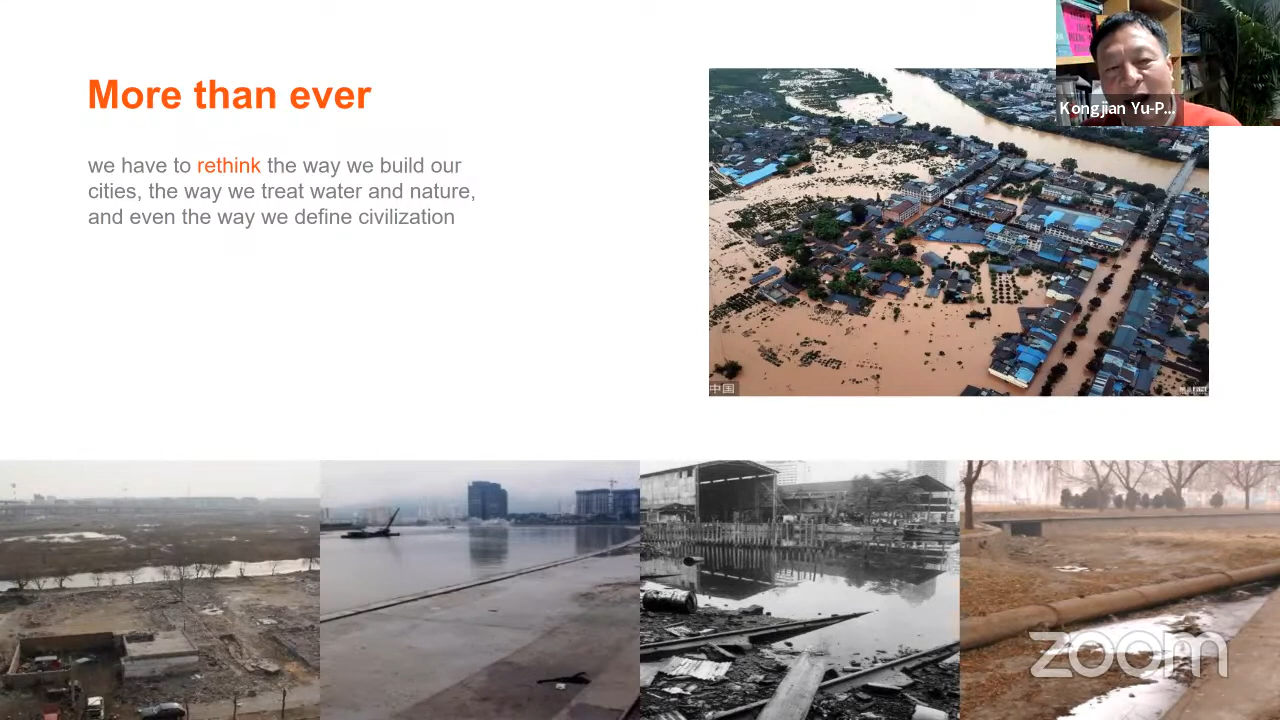 More than ever
we have to rethink the way we build our
cities, the way we treat water and nature,
and even the way we define civilization
Kongjian Yu-P...
中国
zoom